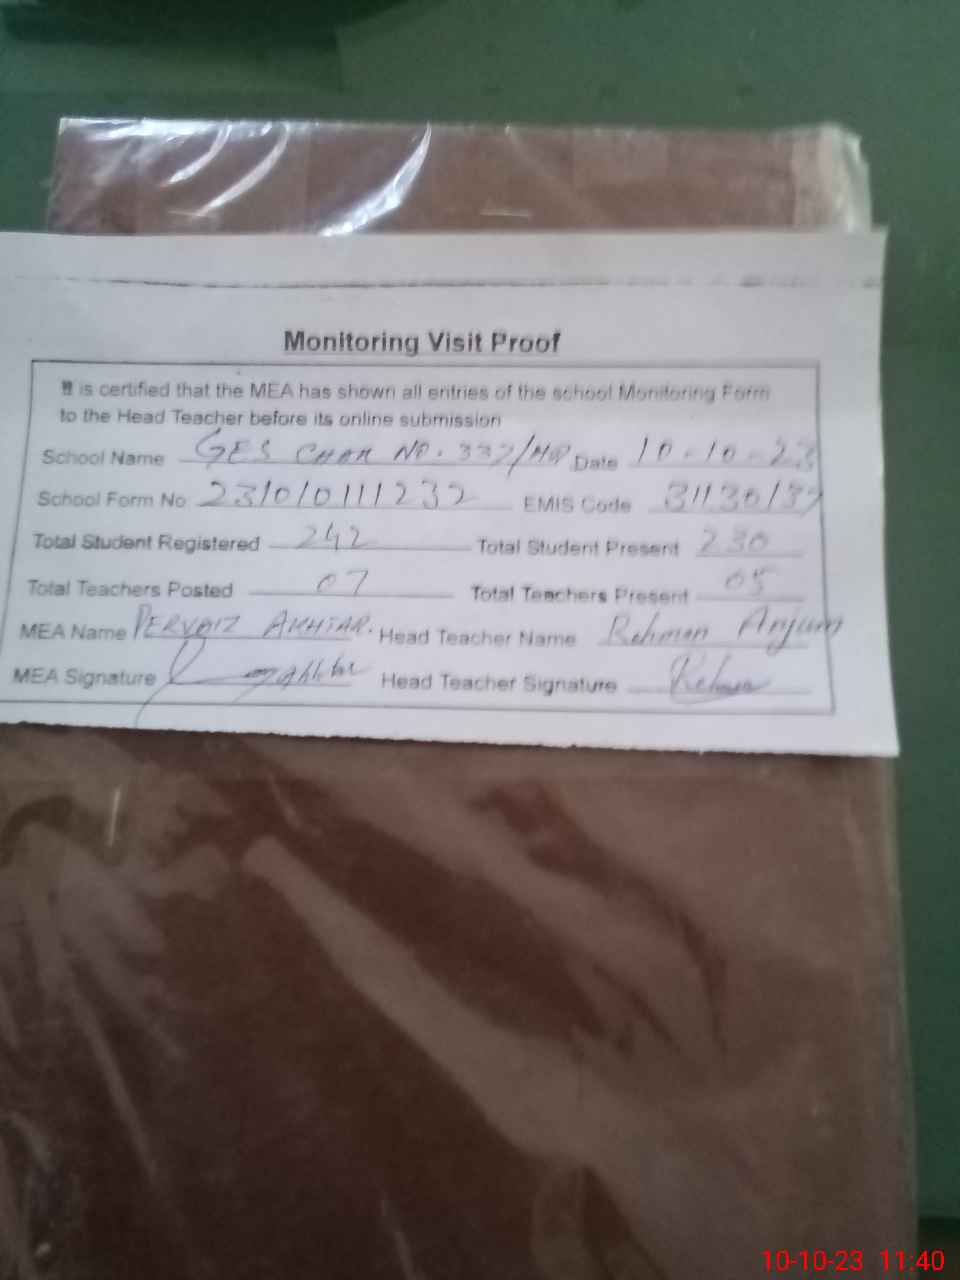 Monitoring Visit Proof
It is certified that the MEA has shown all entries of the school Monitoring Form
to the Head Teacher before its online submission
School Name GES CHAK NO. 337/HR Date 10-10-23
School Form No 231010111232 EMIS Code 31130137
Total Student Registered 242 Total Student Present 230
Total Teachers Posted 07 Total Teachers Present 05
MEA Name PERVAIZ AKHTAR. Head Teacher Name Rehman Anjum
MEA Signature Head Teacher Signature Rehman
10-10-23 11:40